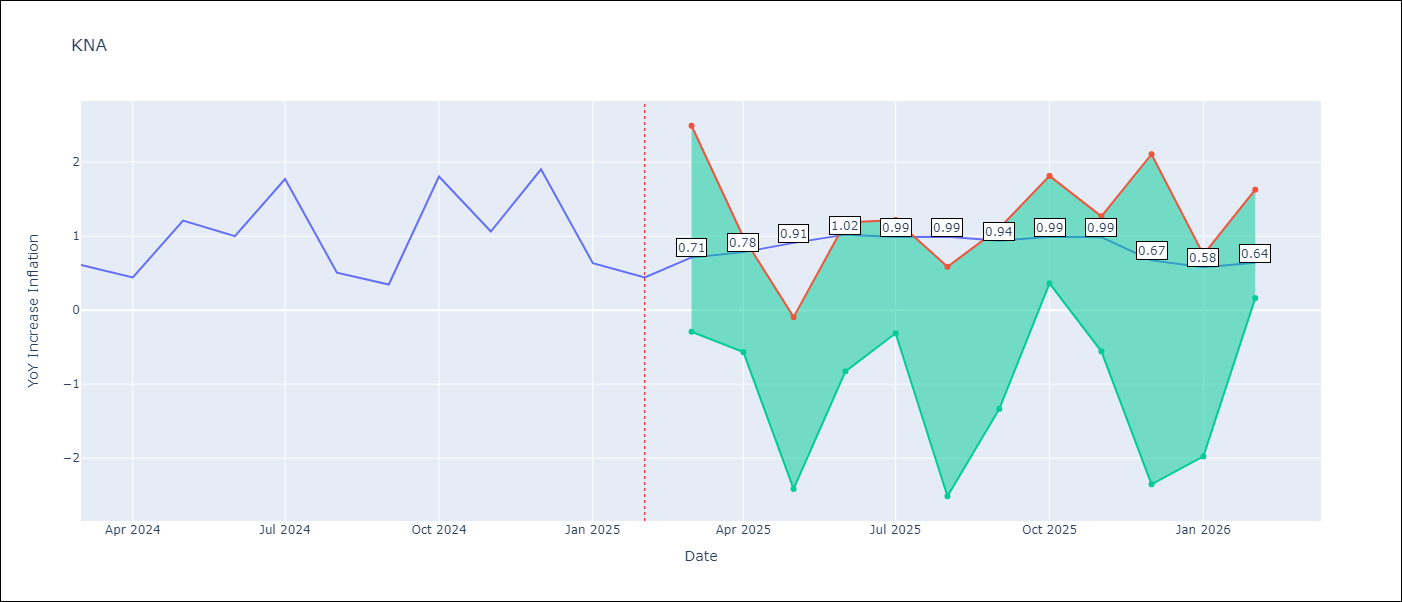 KNA
YoY Increase Inflation
2
1
0
−1
−2
0.71
0.78
0.91
1.02
0.99
0.99
0.94
0.99
0.99
0.67
0.58
0.64
Apr 2024
Jul 2024
Oct 2024
Jan 2025
Apr 2025
Jul 2025
Oct 2025
Jan 2026
Date